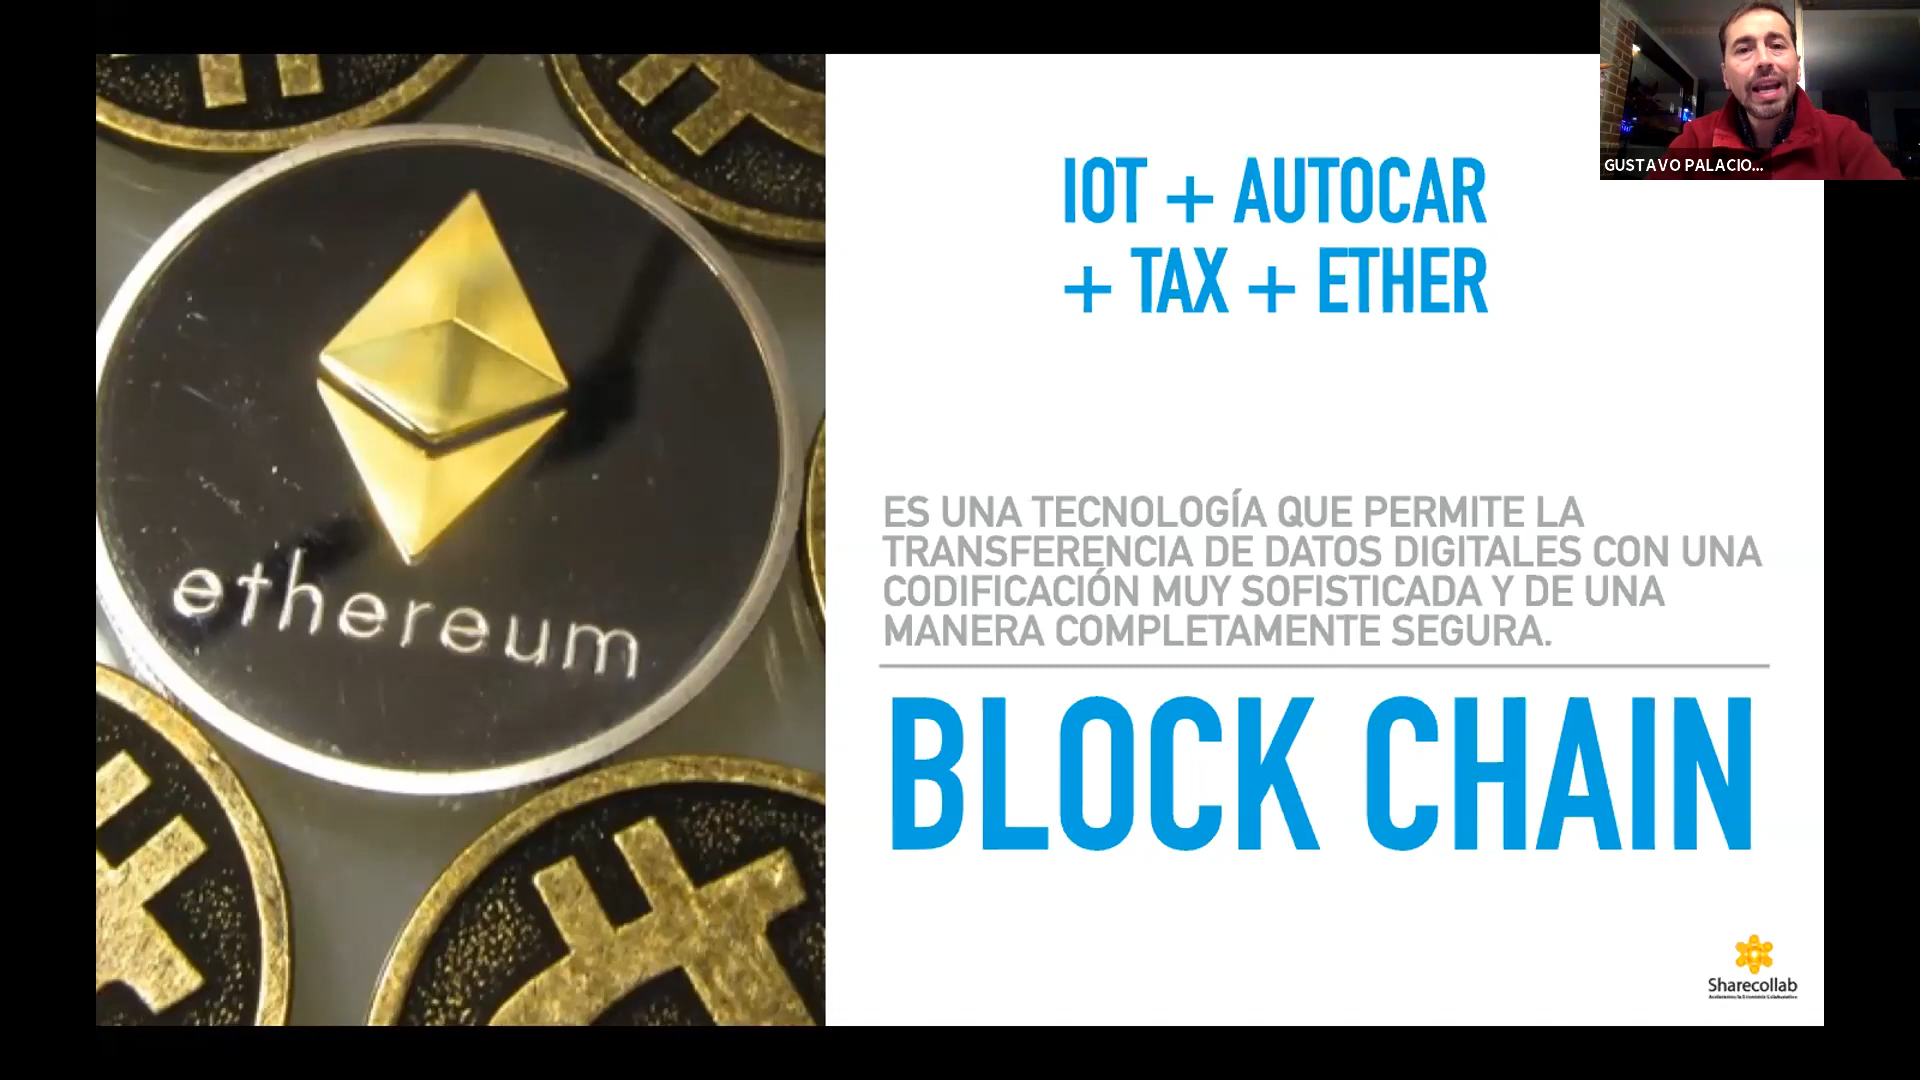 IOT + AUTOCAR
+ TAX + ETHER
GUSTAVO PALACIO...
ethereum
ES UNA TECNOLOGÍA QUE PERMITE LA
TRANSFERENCIA DE DATOS DIGITALES CON UNA
CODIFICACIÓN MUY SOFISTICADA Y DE UNA
MANERA COMPLETAMENTE SEGURA.
BLOCK CHAIN
Sharecollab